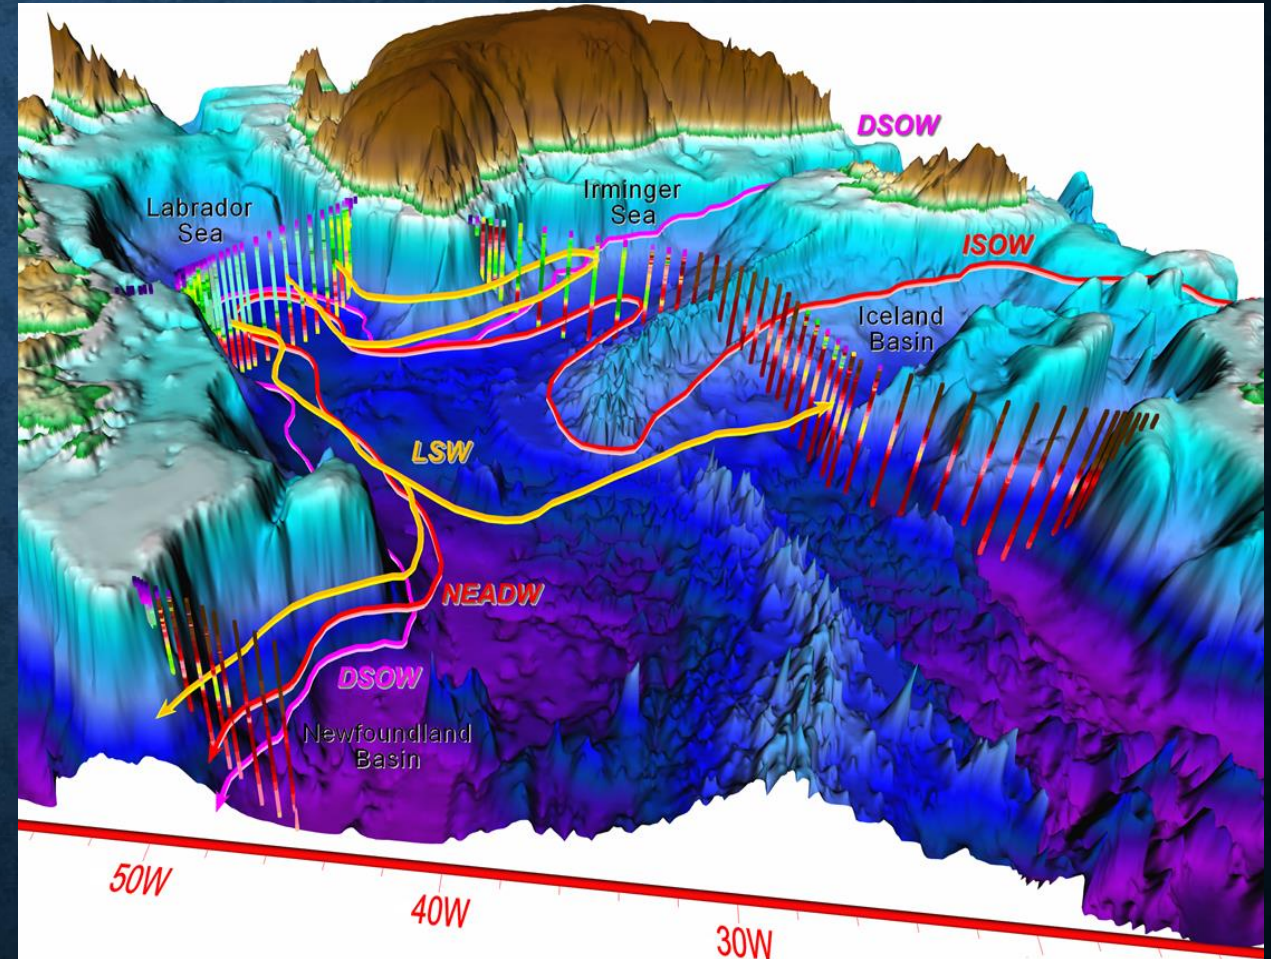 DSOW
Labrador
Sea
Irminger
Sea
ISOW
Iceland
Basin
LSW
NEADW
DSOW
Newfoundland
Basin
50W
40W
30W